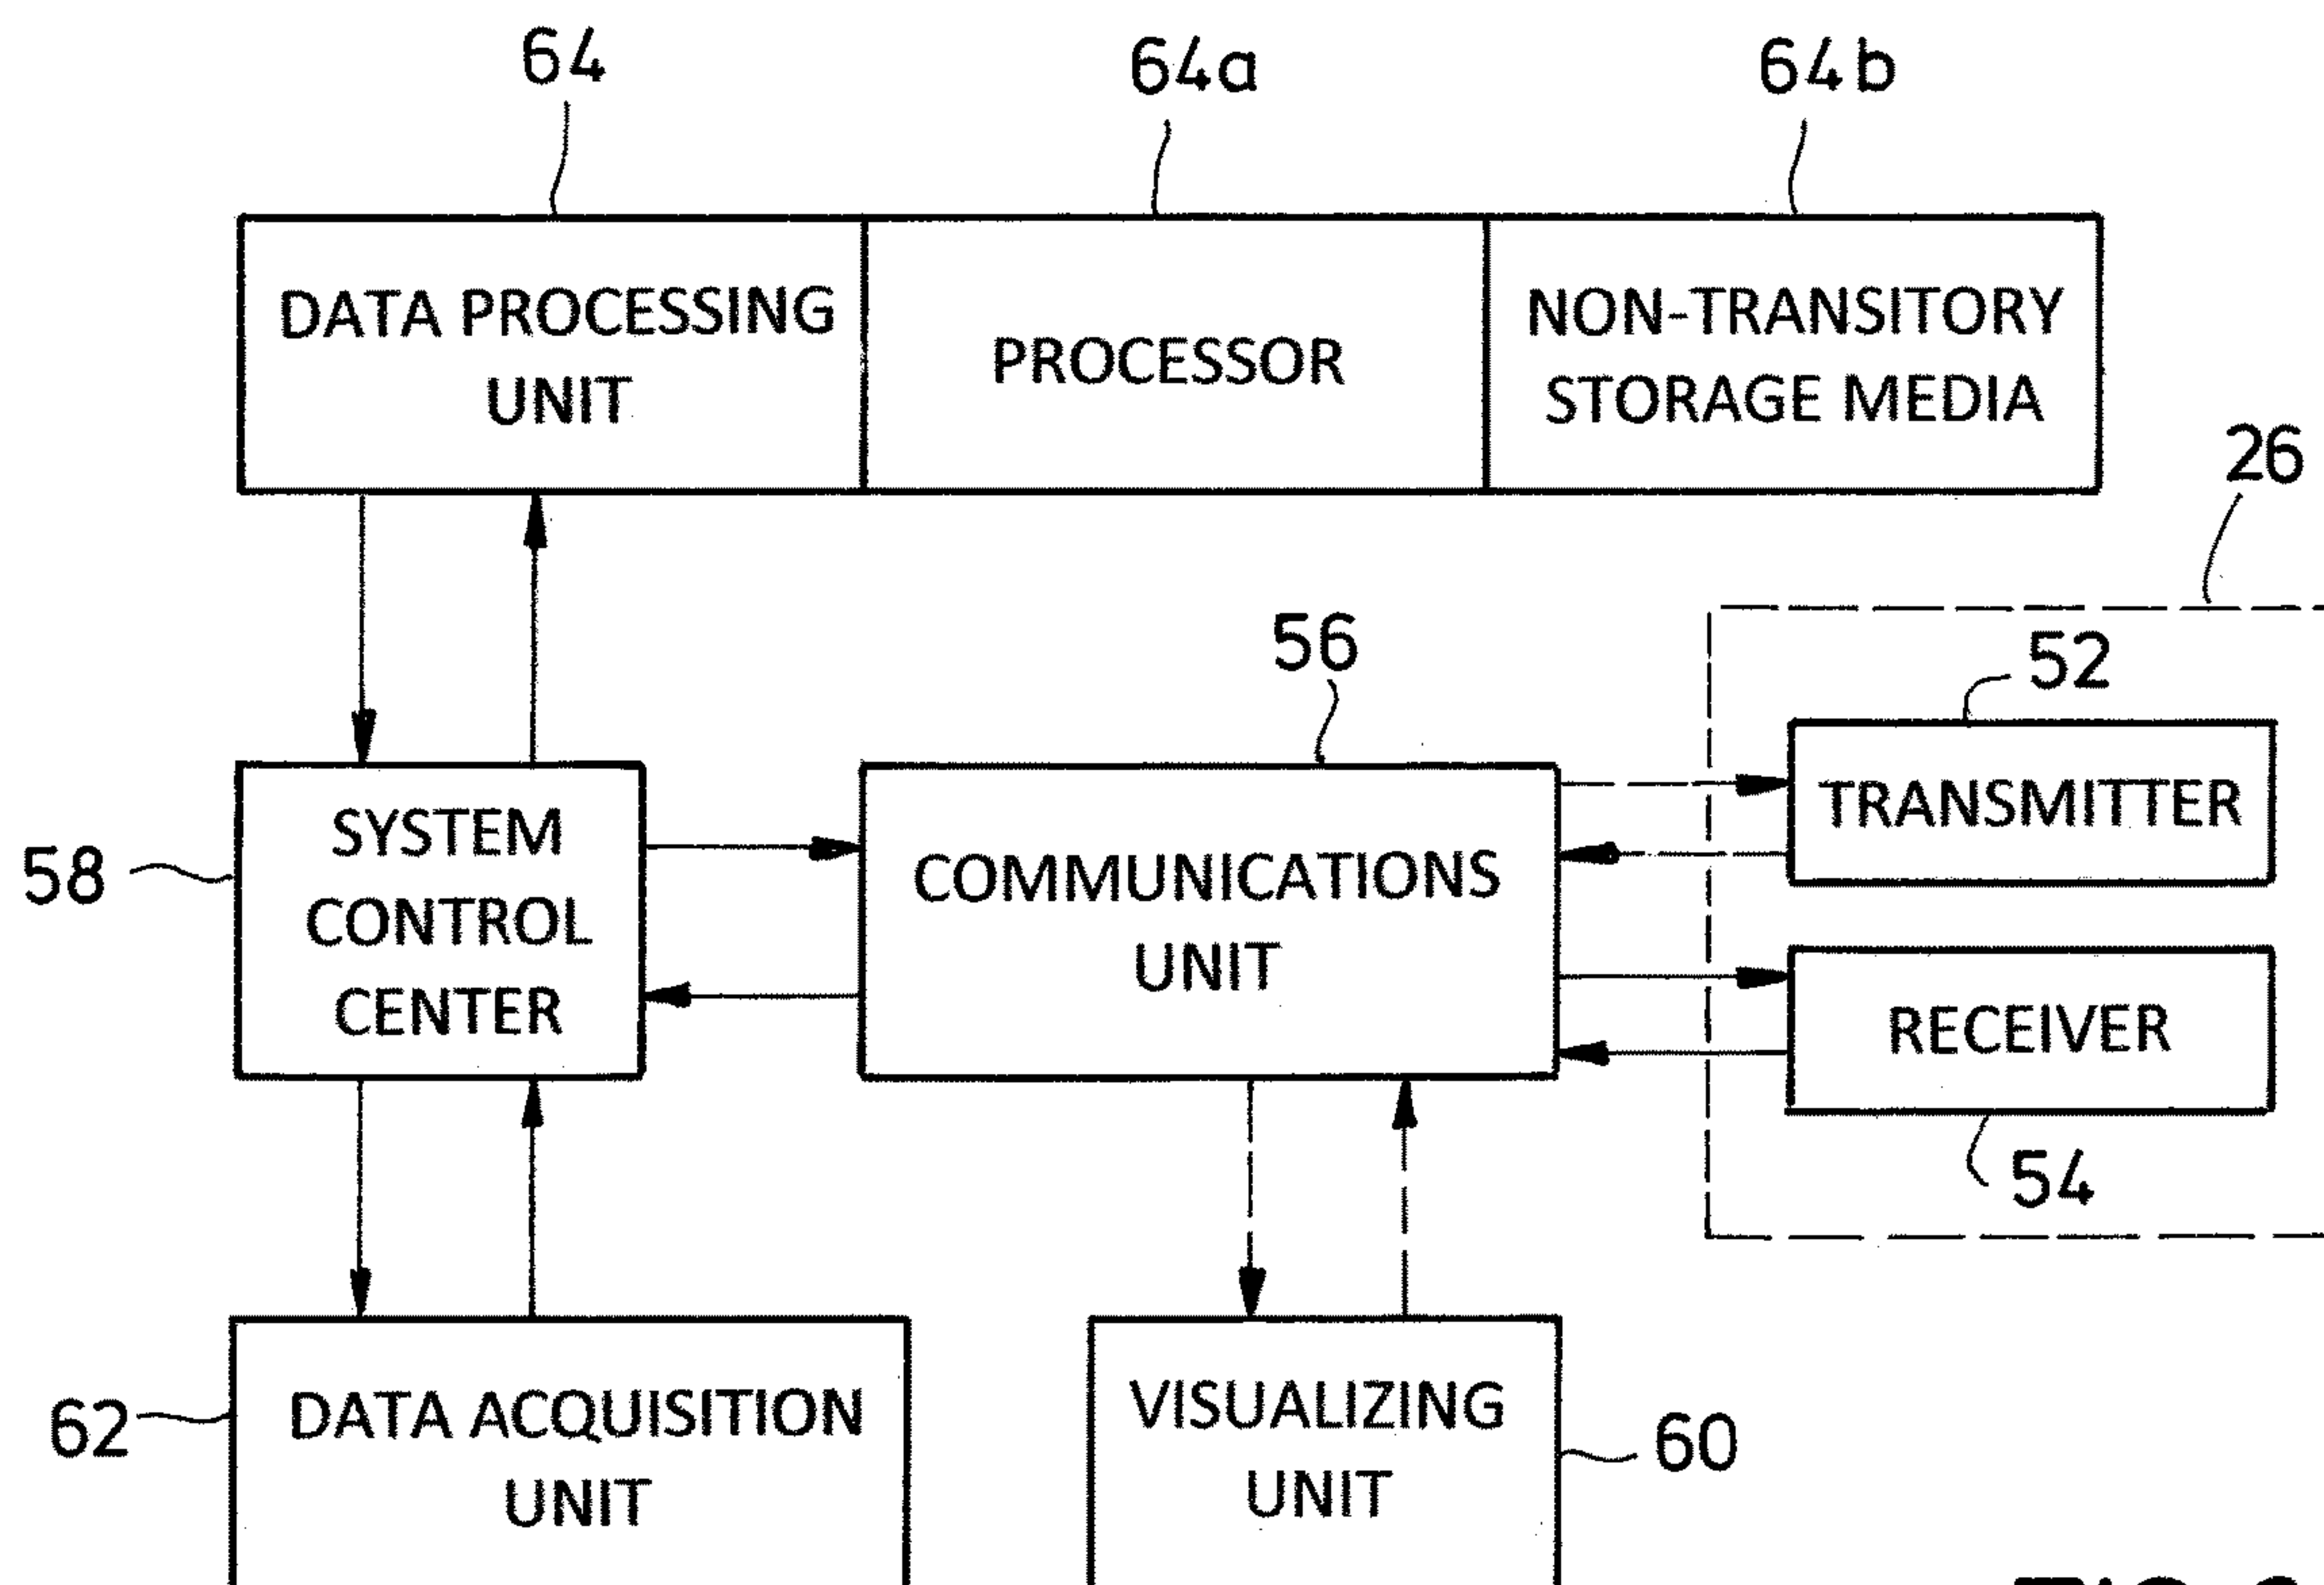 64
64a
64b
DATA PROCESSING
UNIT
PROCESSOR
NON-TRANSITORY
STORAGE MEDIA
26
56
52
TRANSMITTER
58
SYSTEM
CONTROL
CENTER
COMMUNICATIONS
UNIT
RECEIVER
54
62
DATA ACQUISITION
UNIT
VISUALIZING
UNIT
60